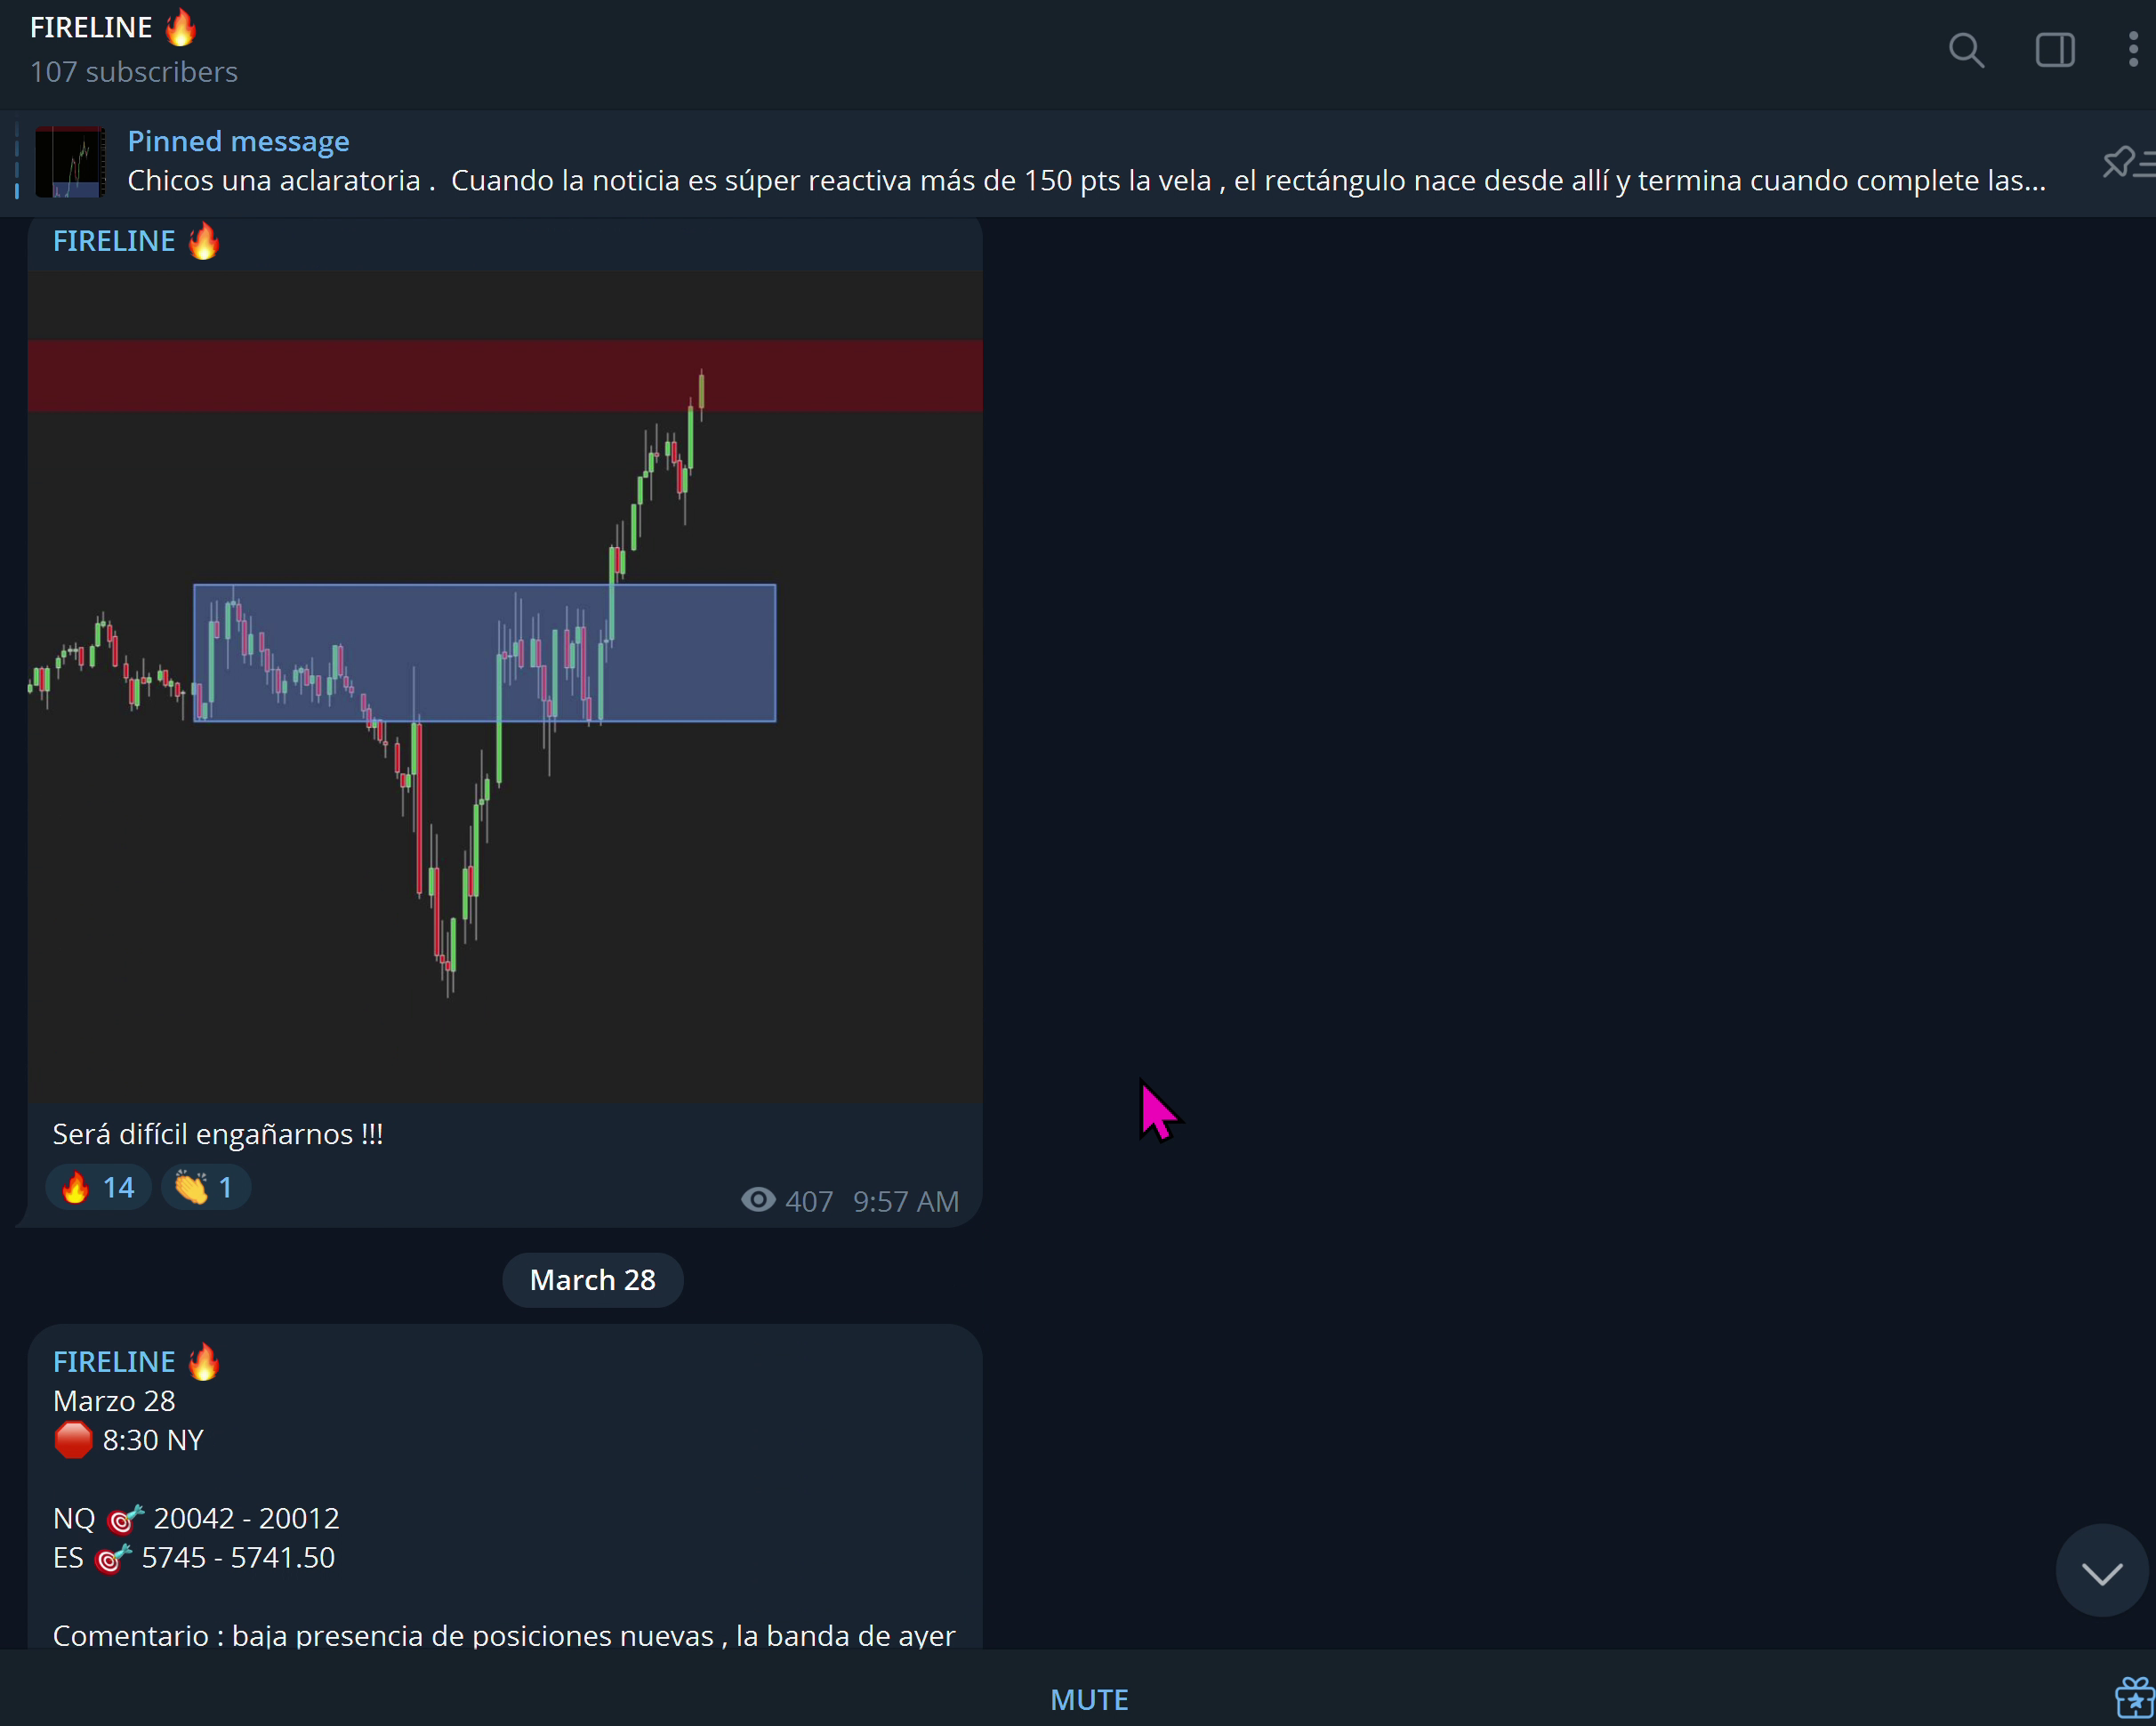 FIRELINE 🔥
107 subscribers
Pinned message
Chicos una aclaratoria .  Cuando la noticia es súper reactiva más de 150 pts la vela , el rectángulo nace desde allí y termina cuando complete las...
FIRELINE 🔥
Será difícil engañarnos !!!
🔥 14 👏 1
407 9:57 AM
March 28
FIRELINE 🔥
Marzo 28
🛑 8:30 NY
NQ 🎯 20042 - 20012
ES 🎯 5745 - 5741.50
Comentario : baja presencia de posiciones nuevas , la banda de ayer
MUTE